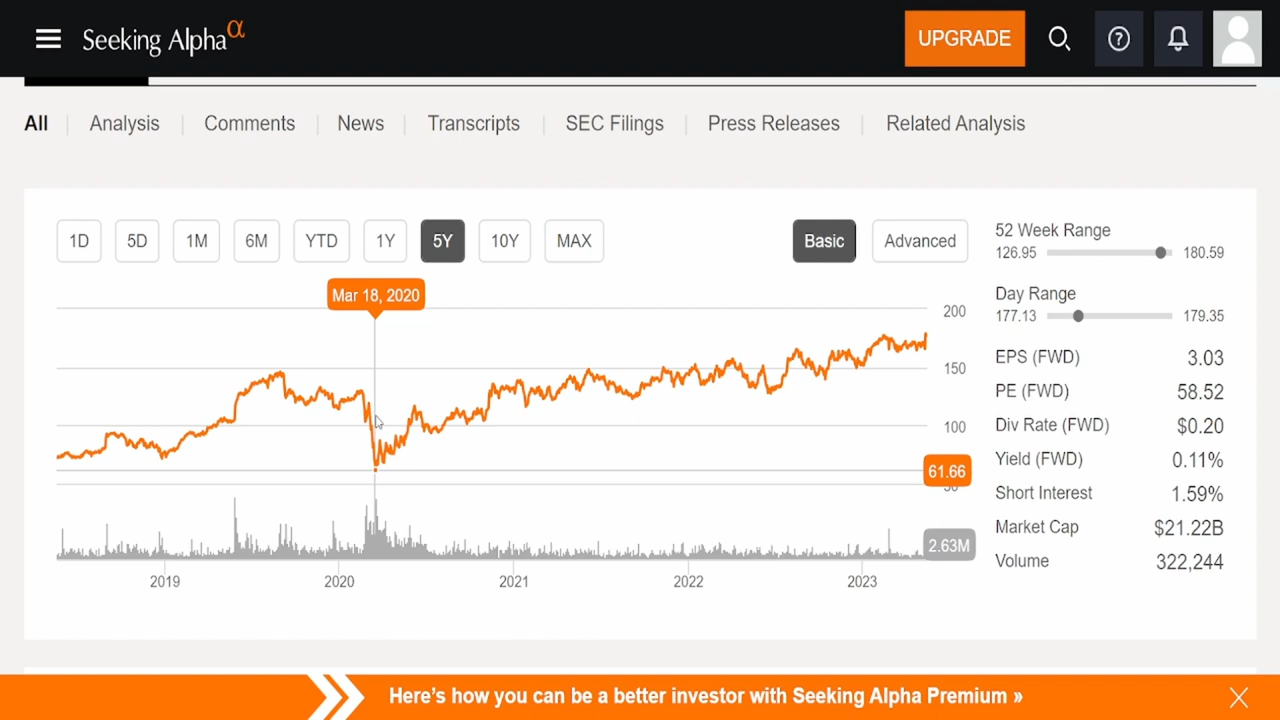 Seeking Alpha α
UPGRADE
All | Analysis | Comments | News | Transcripts | SEC Filings | Press Releases | Related Analysis
1D 5D 1M 6M YTD 1Y 5Y 10Y MAX Basic Advanced
52 Week Range
126.95 180.59
Day Range
177.13 179.35
EPS (FWD) 3.03
PE (FWD) 58.52
Div Rate (FWD) $0.20
Yield (FWD) 0.11%
Short Interest 1.59%
Market Cap $21.22B
Volume 322,244
Mar 18, 2020
200
150
100
61.66
2.63M
2019 2020 2021 2022 2023
Here's how you can be a better investor with Seeking Alpha Premium »